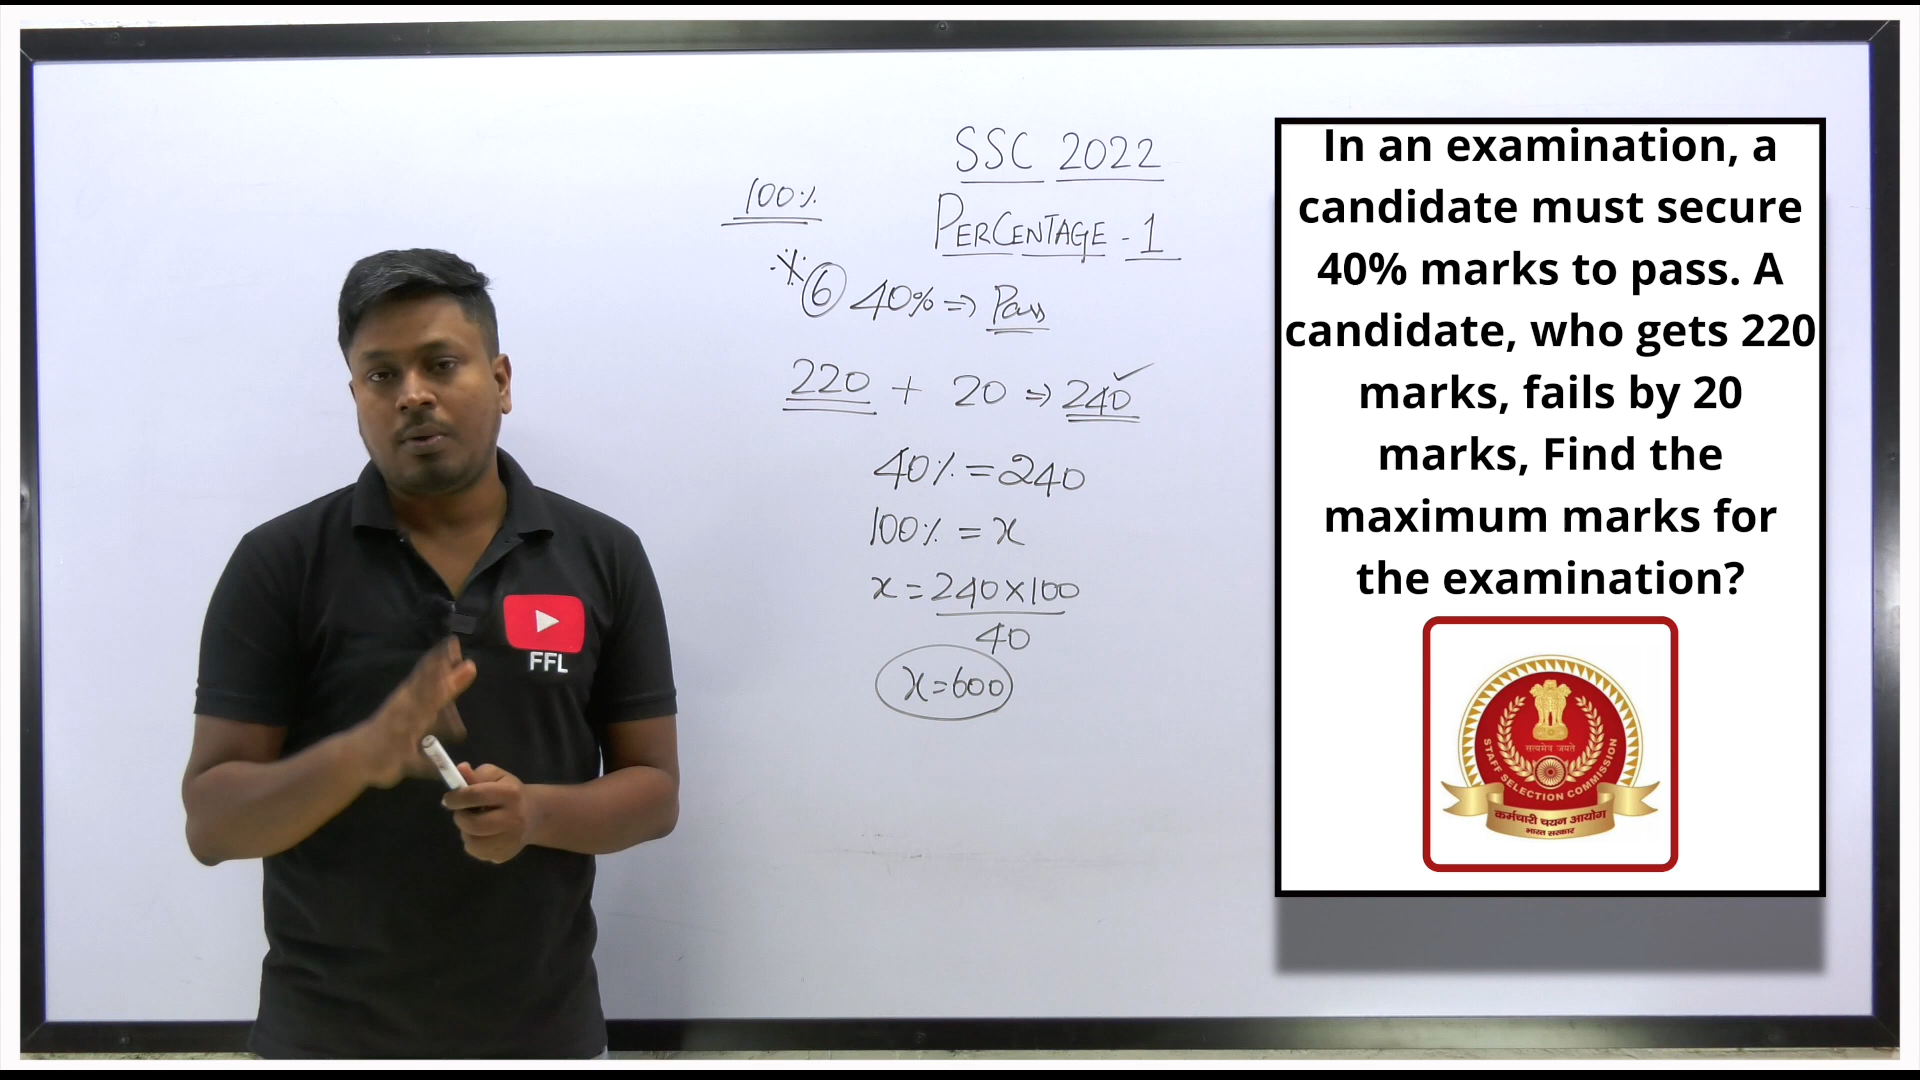 SSC 2022
100%
PERCENTAGE - 1
6 40% => Pass
220 + 20 => 240
40% = 240
100% = x
x = 240 x 100
40
x = 600
FFL
In an examination, a
candidate must secure
40% marks to pass. A
candidate, who gets 220
marks, fails by 20
marks, Find the
maximum marks for
the examination?
सत्यमेव जयते
STAFF SELECTION COMMISSION
कर्मचारी चयन आयोग
भारत सरकार